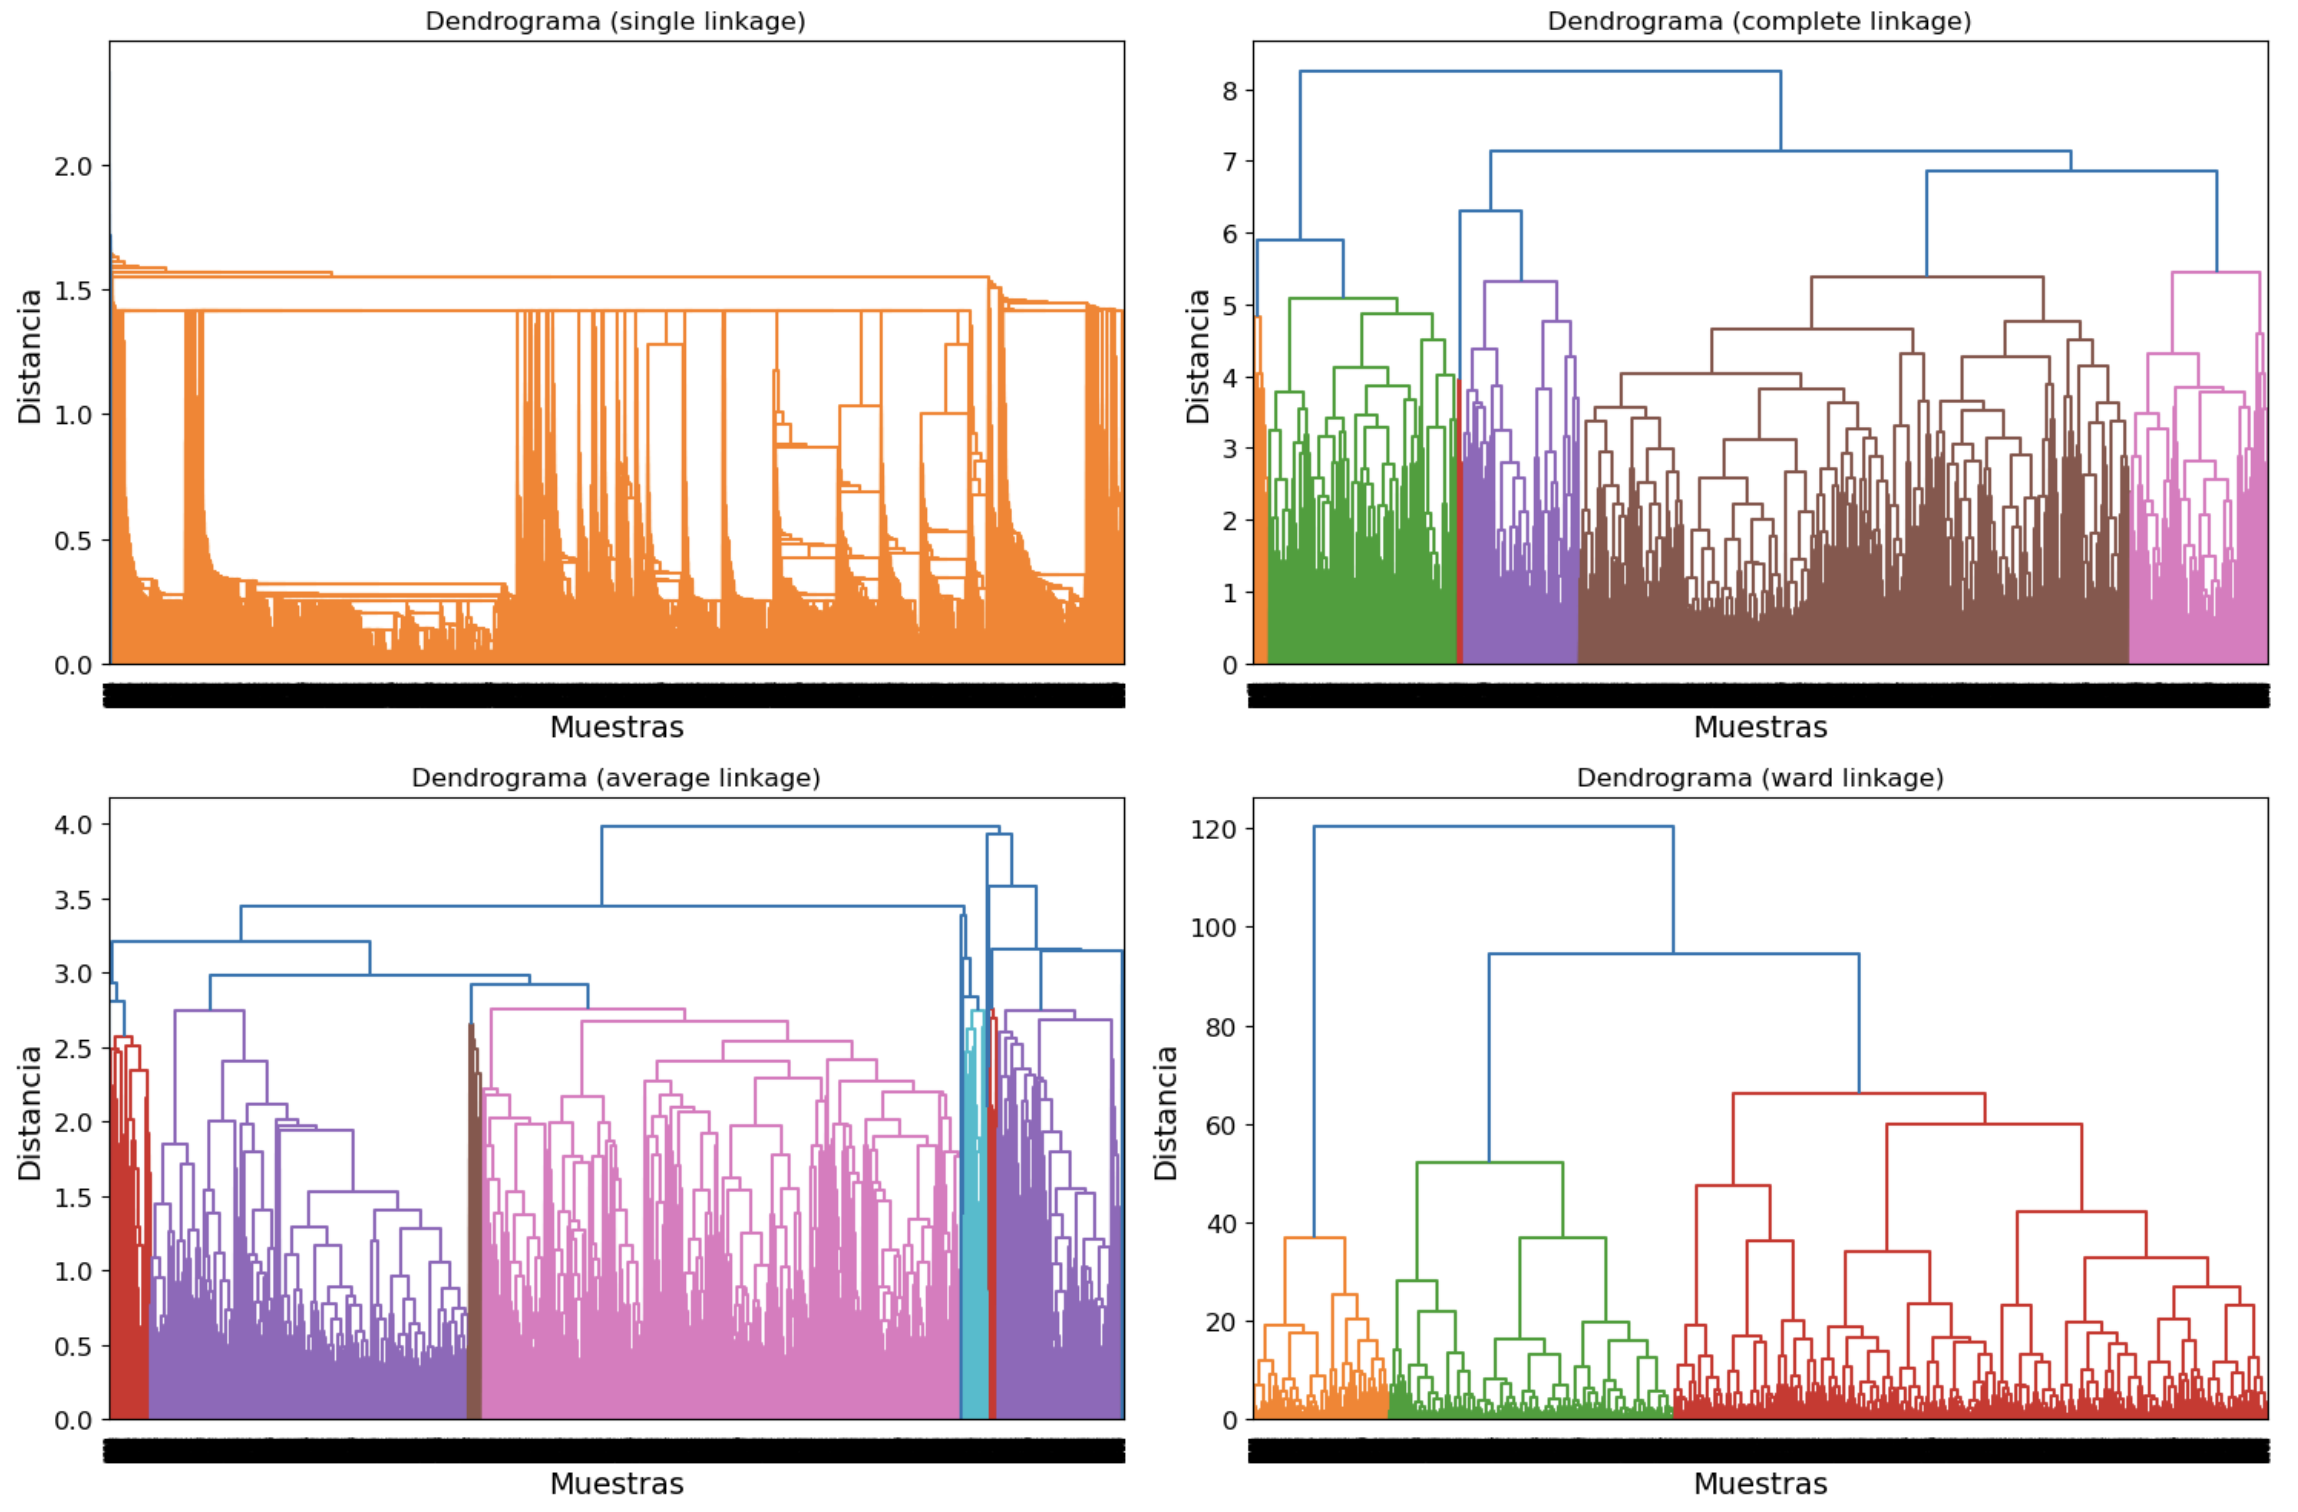 Dendrograma (single linkage)
2.0
1.5
1.0
0.5
0.0
Distancia
Muestras
Dendrograma (complete linkage)
8
7
6
5
4
3
2
1
0
Distancia
Muestras
Dendrograma (average linkage)
4.0
3.5
3.0
2.5
2.0
1.5
1.0
0.5
0.0
Distancia
Muestras
Dendrograma (ward linkage)
120
100
80
60
40
20
0
Distancia
Muestras